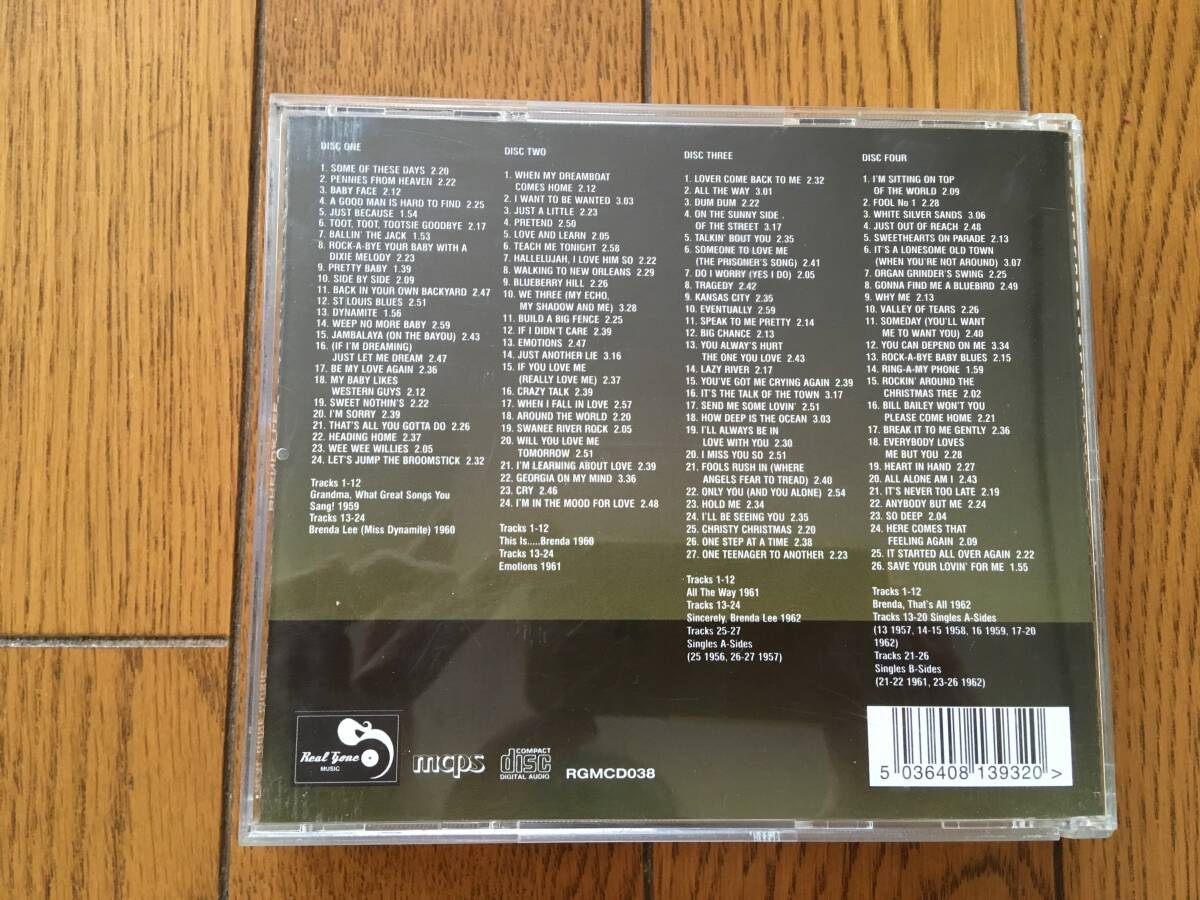 DISC ONE
1. SOME OF THESE DAYS 2.20
2. PENNIES FROM HEAVEN 2.22
3. BABY FACE 2.12
4. A GOOD MAN IS HARD TO FIND 2.25
5. JUST BECAUSE 1.54
6. TOOT, TOOT, TOOTSIE GOODBYE 2.17
7. BALLIN' THE JACK 1.53
8. ROCK-A-BYE YOUR BABY WITH A
DIXIE MELODY 2.23
9. PRETTY BABY 1.39
10. SIDE BY SIDE 2.09
11. BACK IN YOUR OWN BACKYARD 2.47
12. ST LOUIS BLUES 2.51
13. DYNAMITE 1.56
14. WEEP NO MORE BABY 2.59
15. JAMBALAYA (ON THE BAYOU) 2.43
16. (IF I'M DREAMING)
JUST LET ME DREAM 2.47
17. BE MY LOVE AGAIN 2.36
18. MY BABY LIKES
WESTERN GUYS 2.12
19. SWEET NOTHIN'S 2.22
20. I'M SORRY 2.39
21. THAT'S ALL YOU GOTTA DO 2.26
22. HEADING HOME 2.37
23. WEE WEE WILLIES 2.05
24. LET'S JUMP THE BROOMSTICK 2.32
Tracks 1-12
Grandma, What Great Songs You
Sang! 1959
Tracks 13-24
Brenda Lee (Miss Dynamite) 1960
DISC TWO
1. WHEN MY DREAMBOAT
COMES HOME 2.12
2. I WANT TO BE WANTED 3.03
3. JUST A LITTLE 2.23
4. PRETEND 2.50
5. LOVE AND LEARN 2.05
6. TEACH ME TONIGHT 2.58
7. HALLELUJAH, I LOVE HIM SO 2.22
8. WALKING TO NEW ORLEANS 2.29
9. BLUEBERRY HILL 2.26
10. WE THREE (MY ECHO,
MY SHADOW AND ME) 3.28
11. BUILD A BIG FENCE 2.25
12. IF I DIDN'T CARE 2.39
13. EMOTIONS 2.47
14. JUST ANOTHER LIE 3.16
15. IF YOU LOVE ME
(REALLY LOVE ME) 2.37
16. CRAZY TALK 2.39
17. WHEN I FALL IN LOVE 2.57
18. AROUND THE WORLD 2.20
19. SWANEE RIVER ROCK 2.05
20. WILL YOU LOVE ME
TOMORROW 2.51
21. I'M LEARNING ABOUT LOVE 2.39
22. GEORGIA ON MY MIND 3.36
23. CRY 2.46
24. I'M IN THE MOOD FOR LOVE 2.48
Tracks 1-12
This Is.....Brenda 1960
Tracks 13-24
Emotions 1961
DISC THREE
1. LOVER COME BACK TO ME 2.32
2. ALL THE WAY 3.01
3. DUM DUM 2.22
4. ON THE SUNNY SIDE .
OF THE STREET 3.17
5. TALKIN' BOUT YOU 2.35
6. SOMEONE TO LOVE ME
(THE PRISONER'S SONG) 2.41
7. DO I WORRY (YES I DO) 2.05
8. TRAGEDY 2.42
9. KANSAS CITY 2.35
10. EVENTUALLY 2.59
11. SPEAK TO ME PRETTY 2.14
12. BIG CHANCE 2.13
13. YOU ALWAY'S HURT
THE ONE YOU LOVE 2.43
14. LAZY RIVER 2.17
15. YOU'VE GOT ME CRYING AGAIN 2.39
16. IT'S THE TALK OF THE TOWN 3.17
17. SEND ME SOME LOVIN' 2.51
18. HOW DEEP IS THE OCEAN 3.03
19. I'LL ALWAYS BE IN
LOVE WITH YOU 2.30
20. I MISS YOU SO 2.51
21. FOOLS RUSH IN (WHERE
ANGELS FEAR TO TREAD) 2.40
22. ONLY YOU (AND YOU ALONE) 2.54
23. HOLD ME 2.34
24. I'LL BE SEEING YOU 2.35
25. CHRISTY CHRISTMAS 2.20
26. ONE STEP AT A TIME 2.38
27. ONE TEENAGER TO ANOTHER 2.23
Tracks 1-12
All The Way 1961
Tracks 13-24
Sincerely, Brenda Lee 1962
Tracks 25-27
Singles A-Sides
(25 1956, 26-27 1957)
DISC FOUR
1. I'M SITTING ON TOP
OF THE WORLD 2.09
2. FOOL No 1 2.28
3. WHITE SILVER SANDS 3.06
4. JUST OUT OF REACH 2.48
5. SWEETHEARTS ON PARADE 2.13
6. IT'S A LONESOME OLD TOWN
(WHEN YOU'RE NOT AROUND) 3.07
7. ORGAN GRINDER'S SWING 2.25
8. GONNA FIND ME A BLUEBIRD 2.49
9. WHY ME 2.13
10. VALLEY OF TEARS 2.26
11. SOMEDAY (YOU'LL WANT
ME TO WANT YOU) 2.40
12. YOU CAN DEPEND ON ME 3.34
13. ROCK-A-BYE BABY BLUES 2.15
14. RING-A-MY PHONE 1.59
15. ROCKIN' AROUND THE
CHRISTMAS TREE 2.02
16. BILL BAILEY WON'T YOU
PLEASE COME HOME 2.21
17. BREAK IT TO ME GENTLY 2.36
18. EVERYBODY LOVES
ME BUT YOU 2.28
19. HEART IN HAND 2.27
20. ALL ALONE AM I 2.43
21. IT'S NEVER TOO LATE 2.19
22. ANYBODY BUT ME 2.24
23. SO DEEP 2.04
24. HERE COMES THAT
FEELING AGAIN 2.09
25. IT STARTED ALL OVER AGAIN 2.22
26. SAVE YOUR LOVIN' FOR ME 1.55
Tracks 1-12
Brenda, That's All 1962
Tracks 13-20 Singles A-Sides
(13 1957, 14-15 1958, 16 1959, 17-20
1962)
Tracks 21-26
Singles B-Sides
(21-22 1961, 23-26 1962)
Real Gone
MUSIC
mcps
COMPACT
disc
DIGITAL AUDIO
RGMCD038
5 036408 139320 >